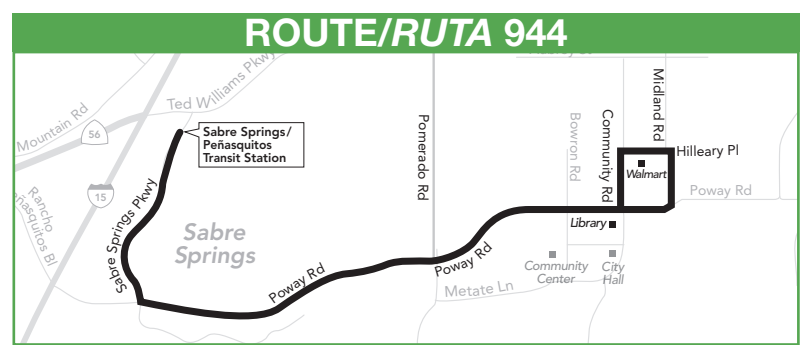 ROUTE/RUTA 944
Ted Williams Pkwy
Mountain Rd
56
Sabre Springs/
Peñasquitos
Transit Station
Pomerado Rd
Bowron Rd
Community Rd
Midland Rd
Hilleary Pl
Walmart
Poway Rd
15
Rancho
Peñasquitos Bl
Sabre Springs Pkwy
Sabre
Springs
Library
Poway Rd
Community
Center
City
Hall
Poway Rd
Metate Ln